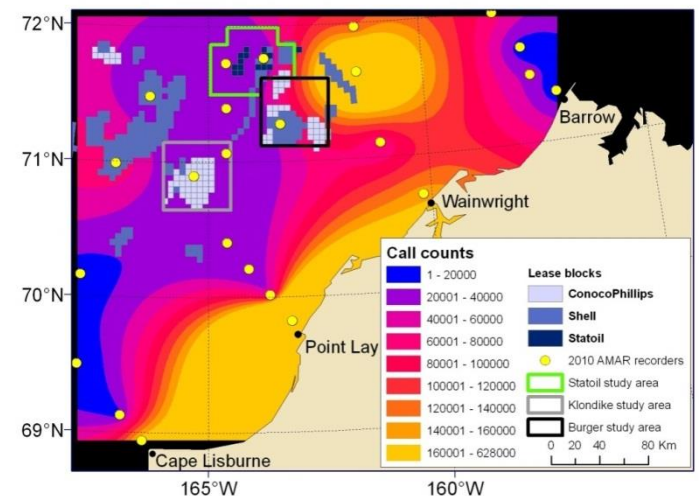 72°N
71°N
70°N
69°N
165°W
160°W
Barrow
Wainwright
Point Lay
Cape Lisburne
Call counts
1 - 20000
20001 - 40000
40001 - 60000
60001 - 80000
80001 - 100000
100001 - 120000
120001 - 140000
140001 - 160000
160001 - 628000
Lease blocks
ConocoPhillips
Shell
Statoil
2010 AMAR recorders
Statoil study area
Klondike study area
Burger study area
0 20 40 80 Km